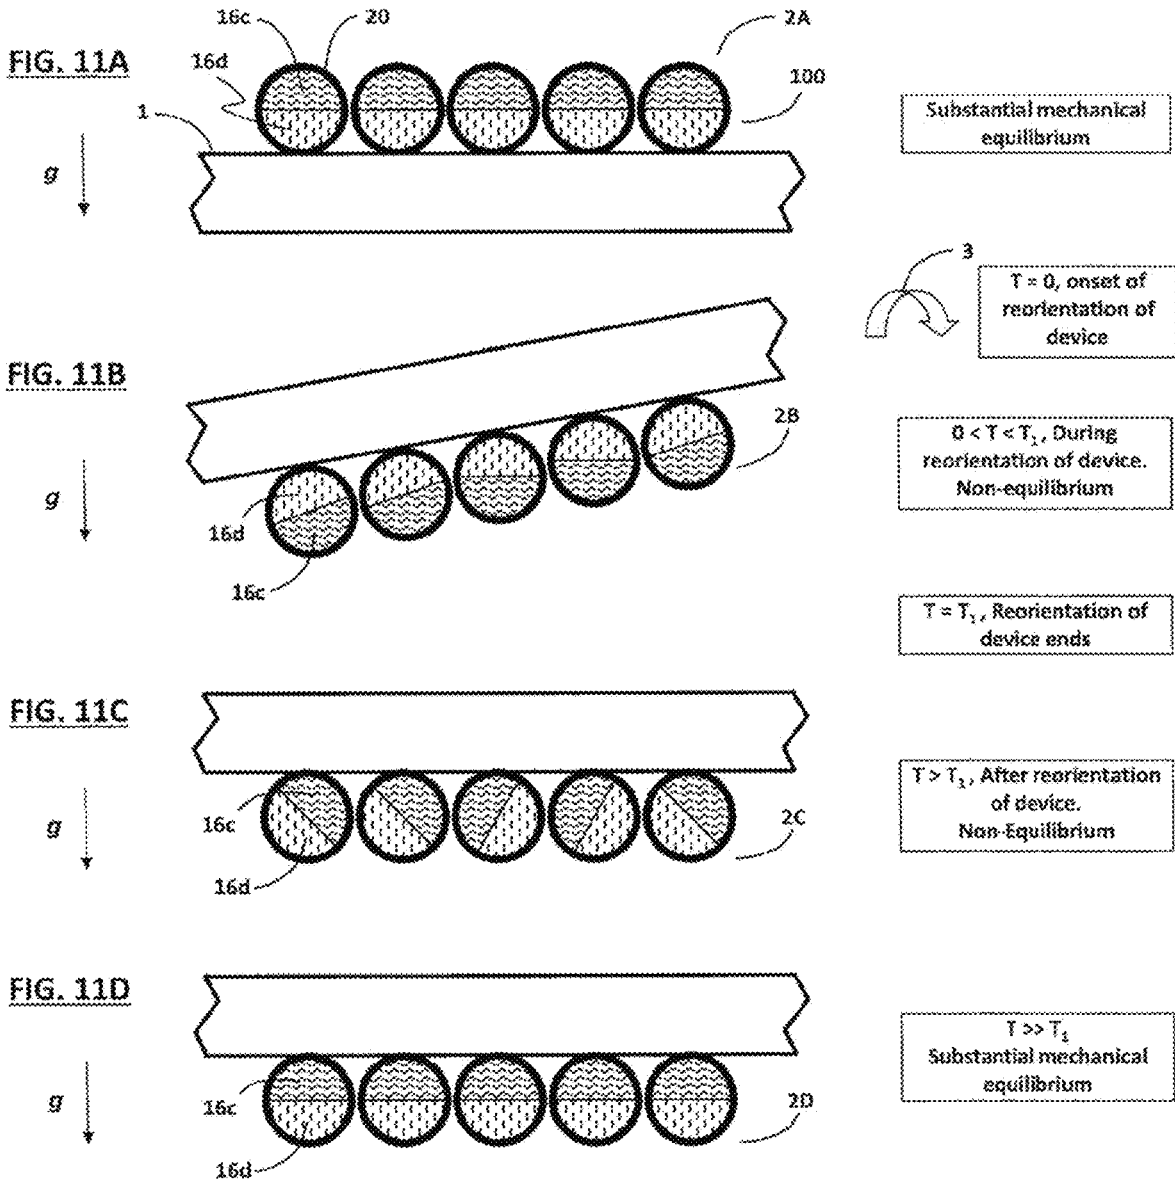 16c
20
2A
FIG. 11A
16d
100
1
g
Substantial mechanical
equilibrium
3
T = 0, onset of
reorientation of
device
FIG. 11B
2B
g
0 < T < T₁, During
reorientation of device.
Non-equilibrium
16d
16c
T = T₁, Reorientation of
device ends
FIG. 11C
g
16c
2C
16d
T > T₁, After reorientation
of device.
Non-Equilibrium
FIG. 11D
g
16c
2D
16d
T >> T₁
Substantial mechanical
equilibrium